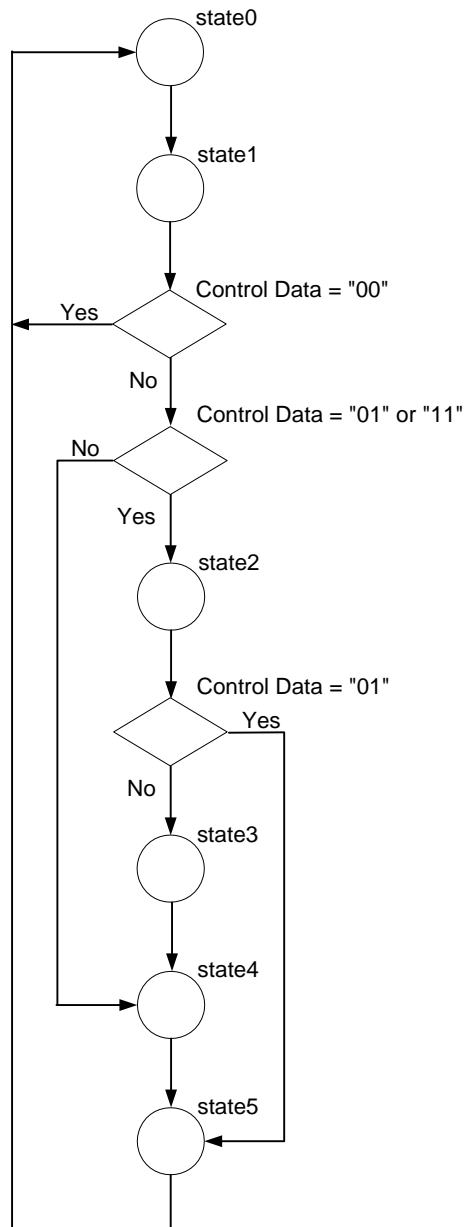 state0
state1
Control Data = "00"
Yes
No
Control Data = "01" or "11"
No
Yes
state2
Control Data = "01"
Yes
No
state3
state4
state5